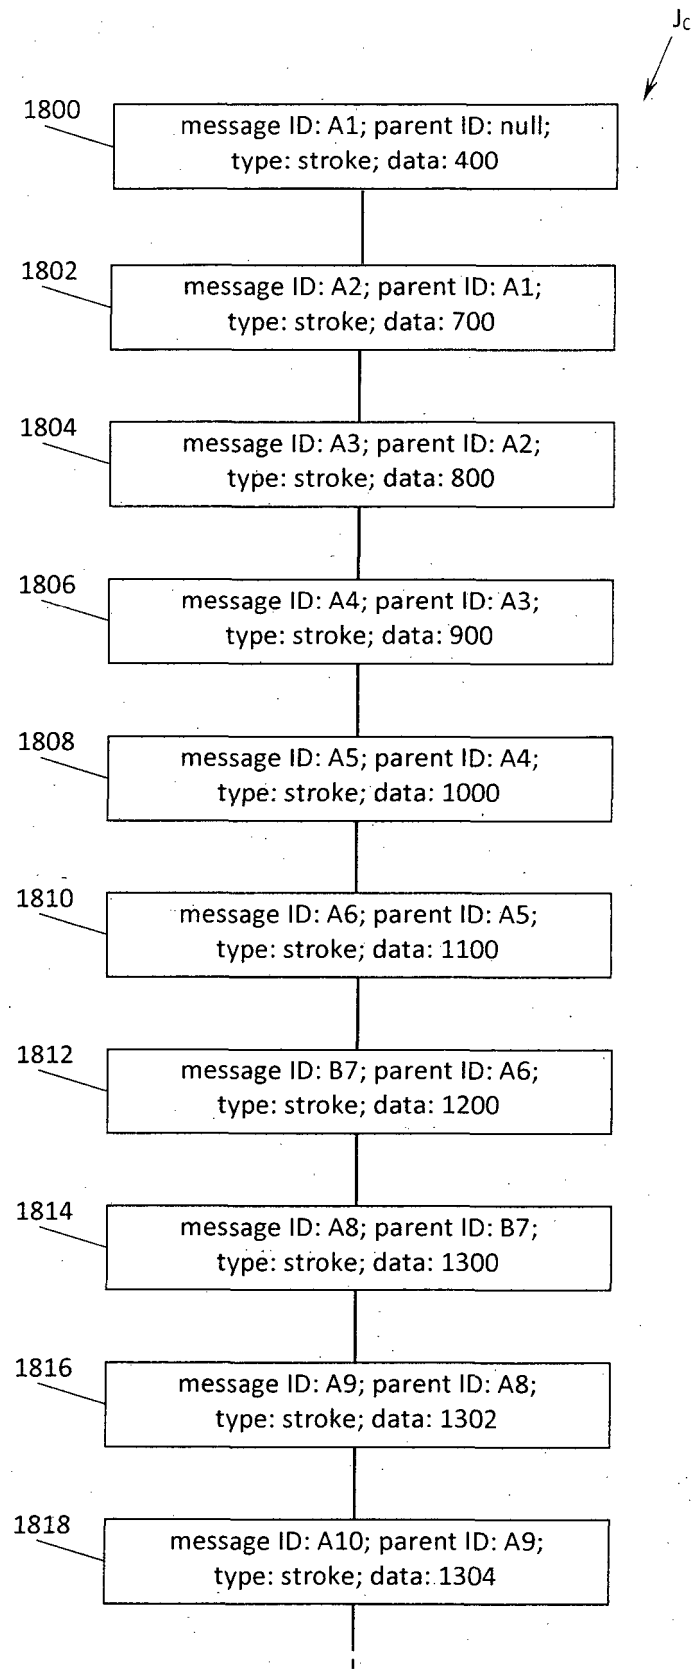 J_C
1800
message ID: A1; parent ID: null;
type: stroke; data: 400
1802
message ID: A2; parent ID: A1;
type: stroke; data: 700
1804
message ID: A3; parent ID: A2;
type: stroke; data: 800
1806
message ID: A4; parent ID: A3;
type: stroke; data: 900
1808
message ID: A5; parent ID: A4;
type: stroke; data: 1000
1810
message ID: A6; parent ID: A5;
type: stroke; data: 1100
1812
message ID: B7; parent ID: A6;
type: stroke; data: 1200
1814
message ID: A8; parent ID: B7;
type: stroke; data: 1300
1816
message ID: A9; parent ID: A8;
type: stroke; data: 1302
1818
message ID: A10; parent ID: A9;
type: stroke; data: 1304